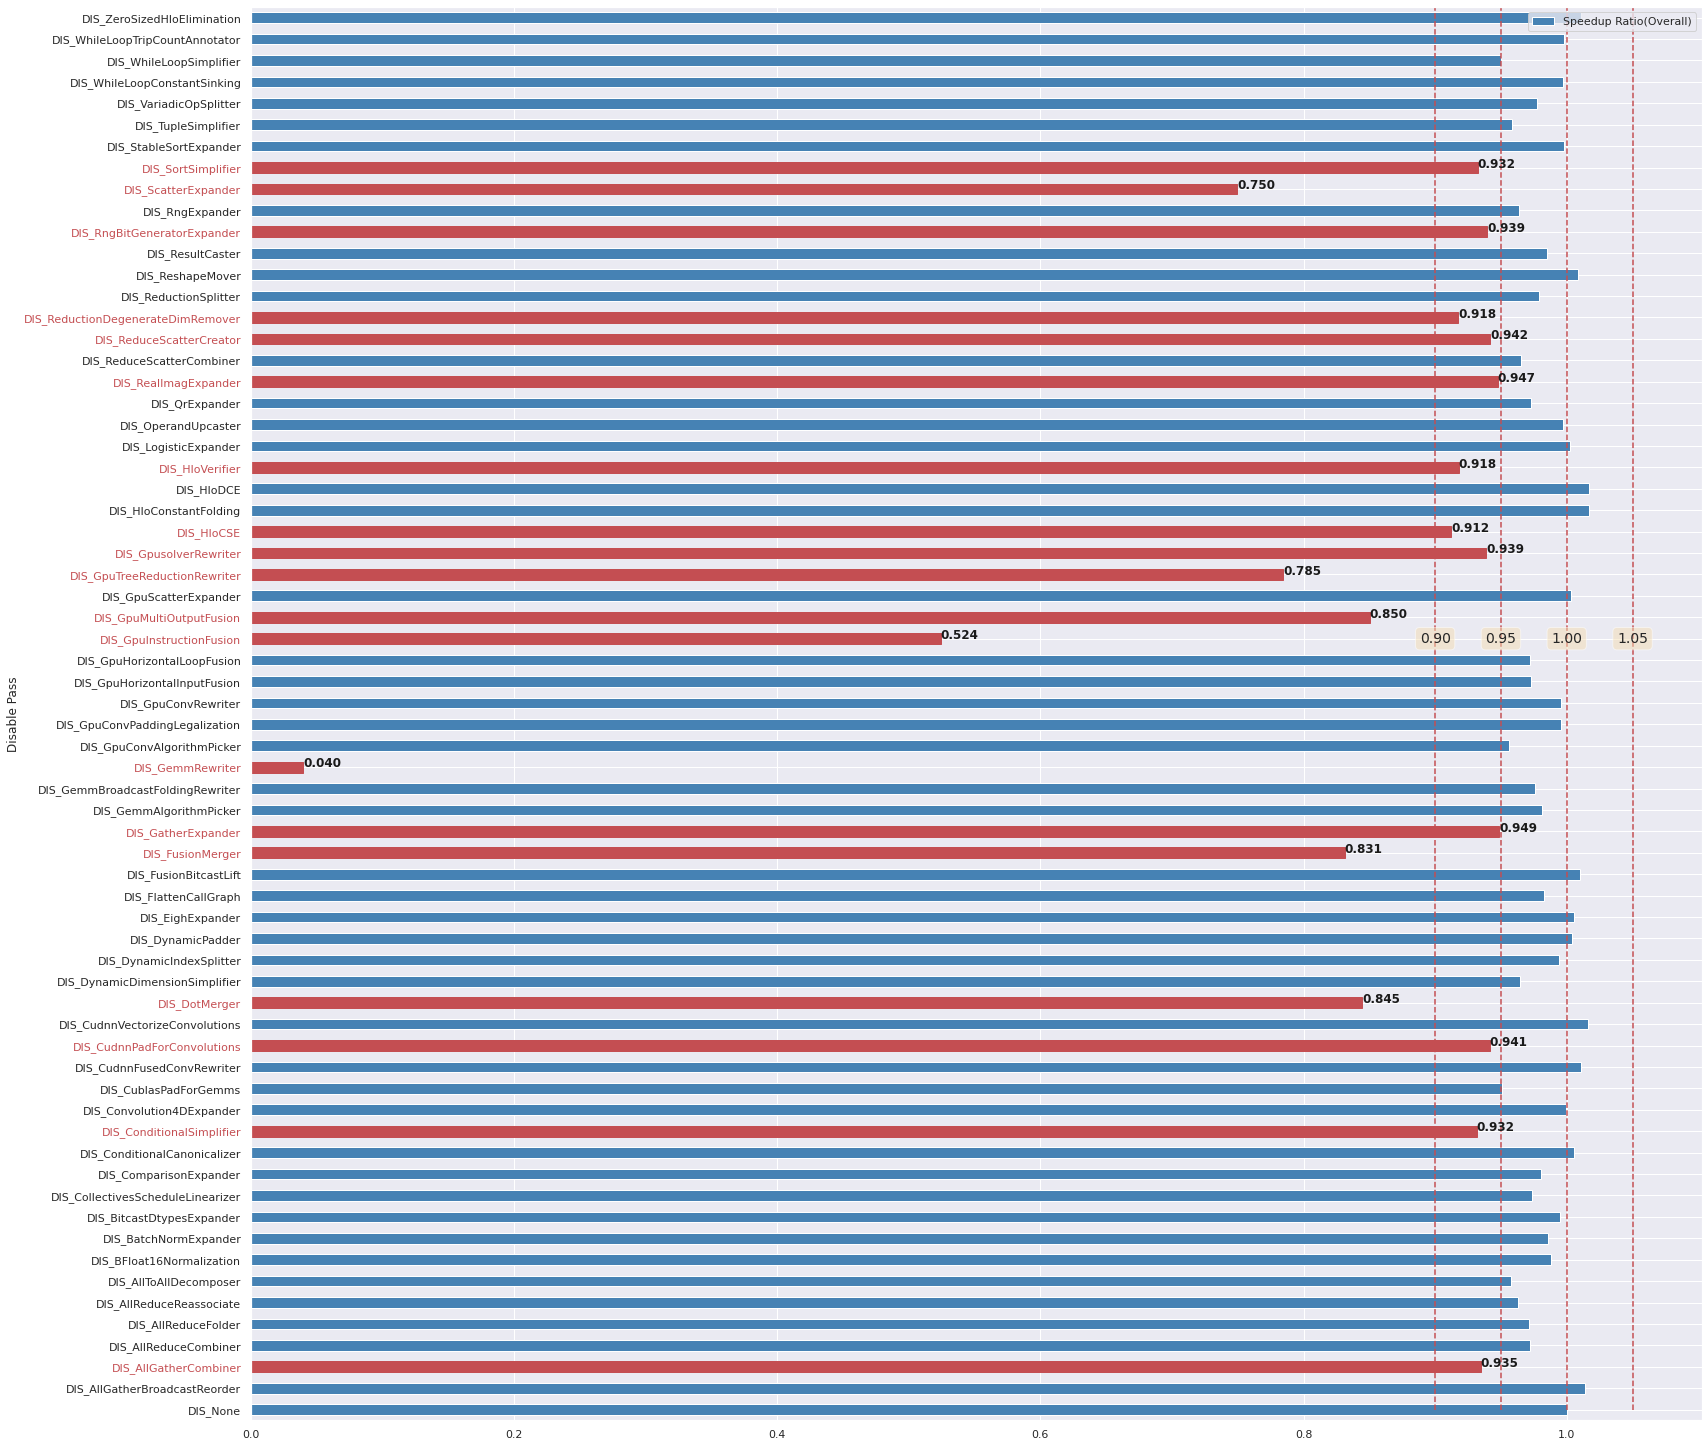 Speedup Ratio(Overall)
DIS_ZeroSizedHloElimination
DIS_WhileLoopTripCountAnnotator
DIS_WhileLoopSimplifier
DIS_WhileLoopConstantSinking
DIS_VariadicOpSplitter
DIS_TupleSimplifier
DIS_StableSortExpander
DIS_SortSimplifier 0.932
DIS_ScatterExpander 0.750
DIS_RngExpander
DIS_RngBitGeneratorExpander 0.939
DIS_ResultCaster
DIS_ReshapeMover
DIS_ReductionSplitter
DIS_ReductionDegenerateDimRemover 0.918
DIS_ReduceScatterCreator 0.942
DIS_ReduceScatterCombiner
DIS_RealImagExpander 0.947
DIS_QrExpander
DIS_OperandUpcaster
DIS_LogisticExpander
DIS_HloVerifier 0.918
DIS_HloDCE
DIS_HloConstantFolding
DIS_HloCSE 0.912
DIS_GpusolverRewriter 0.939
DIS_GpuTreeReductionRewriter 0.785
DIS_GpuScatterExpander
DIS_GpuMultiOutputFusion 0.850
DIS_GpuInstructionFusion 0.524 0.90 0.95 1.00 1.05
DIS_GpuHorizontalLoopFusion
DIS_GpuHorizontalInputFusion
DIS_GpuConvRewriter
DIS_GpuConvPaddingLegalization
DIS_GpuConvAlgorithmPicker
DIS_GemmRewriter 0.040
DIS_GemmBroadcastFoldingRewriter
DIS_GemmAlgorithmPicker
DIS_GatherExpander 0.949
DIS_FusionMerger 0.831
DIS_FusionBitcastLift
DIS_FlattenCallGraph
DIS_EighExpander
DIS_DynamicPadder
DIS_DynamicIndexSplitter
DIS_DynamicDimensionSimplifier
DIS_DotMerger 0.845
DIS_CudnnVectorizeConvolutions
DIS_CudnnPadForConvolutions 0.941
DIS_CudnnFusedConvRewriter
DIS_CublasPadForGemms
DIS_Convolution4DExpander
DIS_ConditionalSimplifier 0.932
DIS_ConditionalCanonicalizer
DIS_ComparisonExpander
DIS_CollectivesScheduleLinearizer
DIS_BitcastDtypesExpander
DIS_BatchNormExpander
DIS_BFloat16Normalization
DIS_AllToAllDecomposer
DIS_AllReduceReassociate
DIS_AllReduceFolder
DIS_AllReduceCombiner
DIS_AllGatherCombiner 0.935
DIS_AllGatherBroadcastReorder
DIS_None
0.0 0.2 0.4 0.6 0.8 1.0
Disable Pass